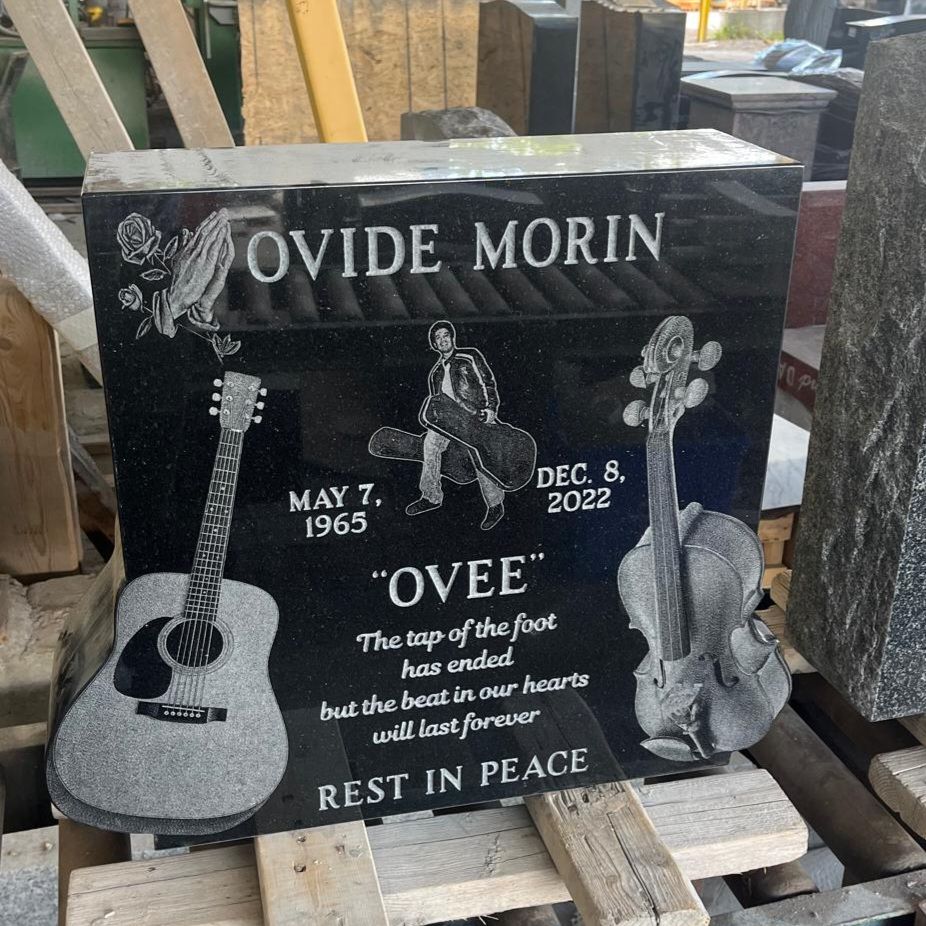 OVIDE MORIN
MAY 7,
1965
DEC. 8,
2022
“OVEE”
The tap of the foot
has ended
but the beat in our hearts
will last forever
REST IN PEACE